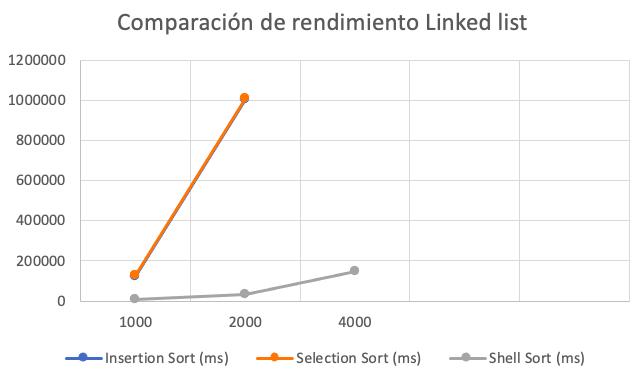 Comparación de rendimiento Linked list
1200000
1000000
800000
600000
400000
200000
0
1000 2000 4000
Insertion Sort (ms) Selection Sort (ms) Shell Sort (ms)